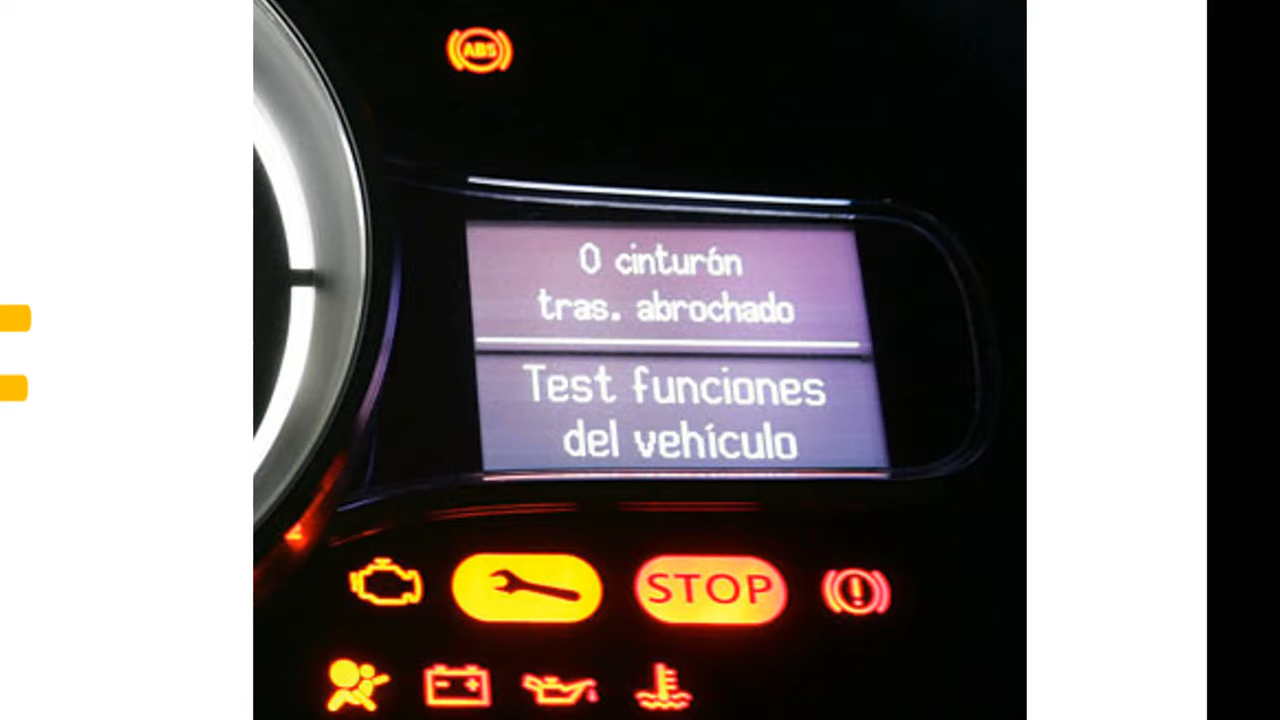 ABS
0 cinturón
tras. abrochado
Test funciones
del vehículo
STOP